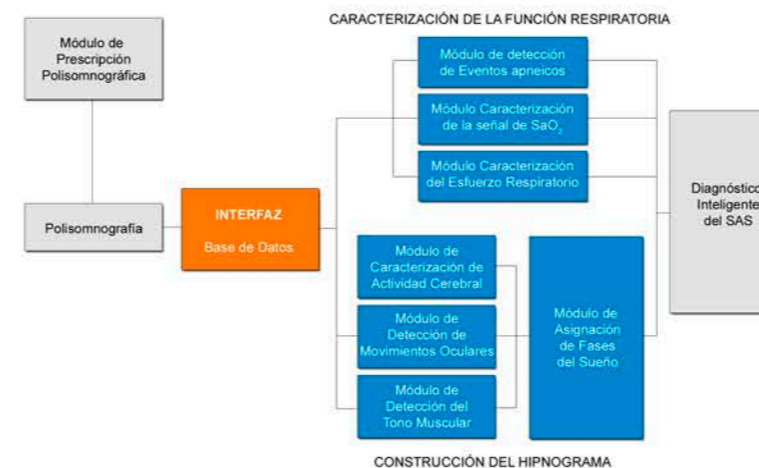 CARACTERIZACIÓN DE LA FUNCIÓN RESPIRATORIA
Módulo de
Prescripción
Polisomnográfica
Módulo de detección
de Eventos apneicos
Módulo Caracterización
de la señal de SaO₂
Módulo Caracterización
del Esfuerzo Respiratorio
Polisomnografía
INTERFAZ
Base de Datos
Diagnóstico
Inteligente
del SAS
Módulo de
Caracterización de
Actividad Cerebral
Módulo de
Detección de
Movimientos Oculares
Módulo de
Detección del
Tono Muscular
Módulo de
Asignación
de Fases
del Sueño
CONSTRUCCIÓN DEL HIPNOGRAMA